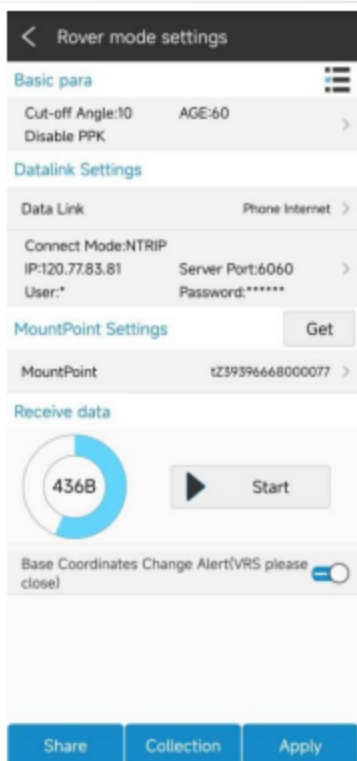 Rover mode settings
Basic para
Cut-off Angle:10 AGE:60
Disable PPK
Datalink Settings
Data Link Phone Internet
Connect Mode:NTRIP
IP:120.77.83.81 Server Port:6060
User:* Password:******
MountPoint Settings Get
MountPoint tZ39396668000077
Receive data
436B Start
Base Coordinates Change Alert(VRS please
close)
Share Collection Apply